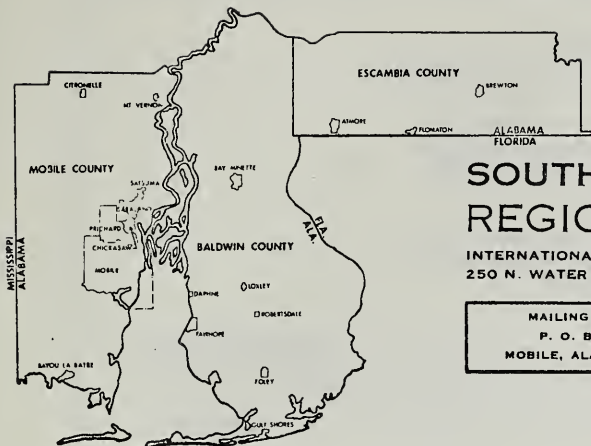 ESCAMBIA COUNTY
CITRONELLE
BREWTON
MT. VERNON
ATMORE
FLOMATON
ALABAMA
FLORIDA
MOBILE COUNTY
BAY MINETTE
SATSUMA
SOUTH
REGIO
SARALAND
PRICHARD
CHICKASAW
FLA.
ALA.
BALDWIN COUNTY
INTERNATIONA
250 N. WATER
MISSISSIPPI
ALABAMA
MOBILE
DAPHNE
LOXLEY
ROBERTSDALE
MAILING
P. O. B
MOBILE, ALA
FAIRHOPE
BAYOU LA BATRE
FOLEY
GULF SHORES